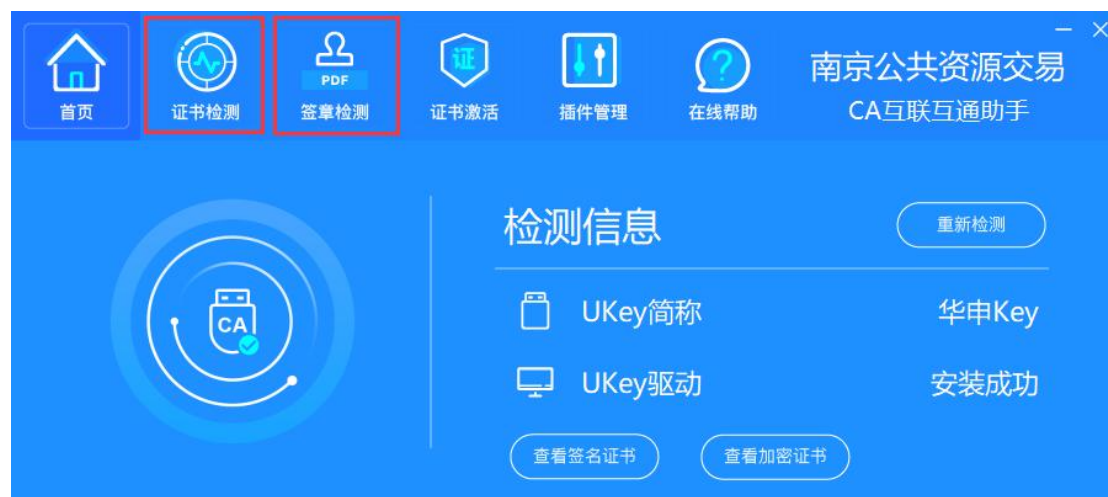 首页
证书检测
PDF
签章检测
证
证书激活
插件管理
?
在线帮助
南京公共资源交易
CA互联互通助手
CA
检测信息
重新检测
UKey简称
华申Key
UKey驱动
安装成功
查看签名证书
查看加密证书